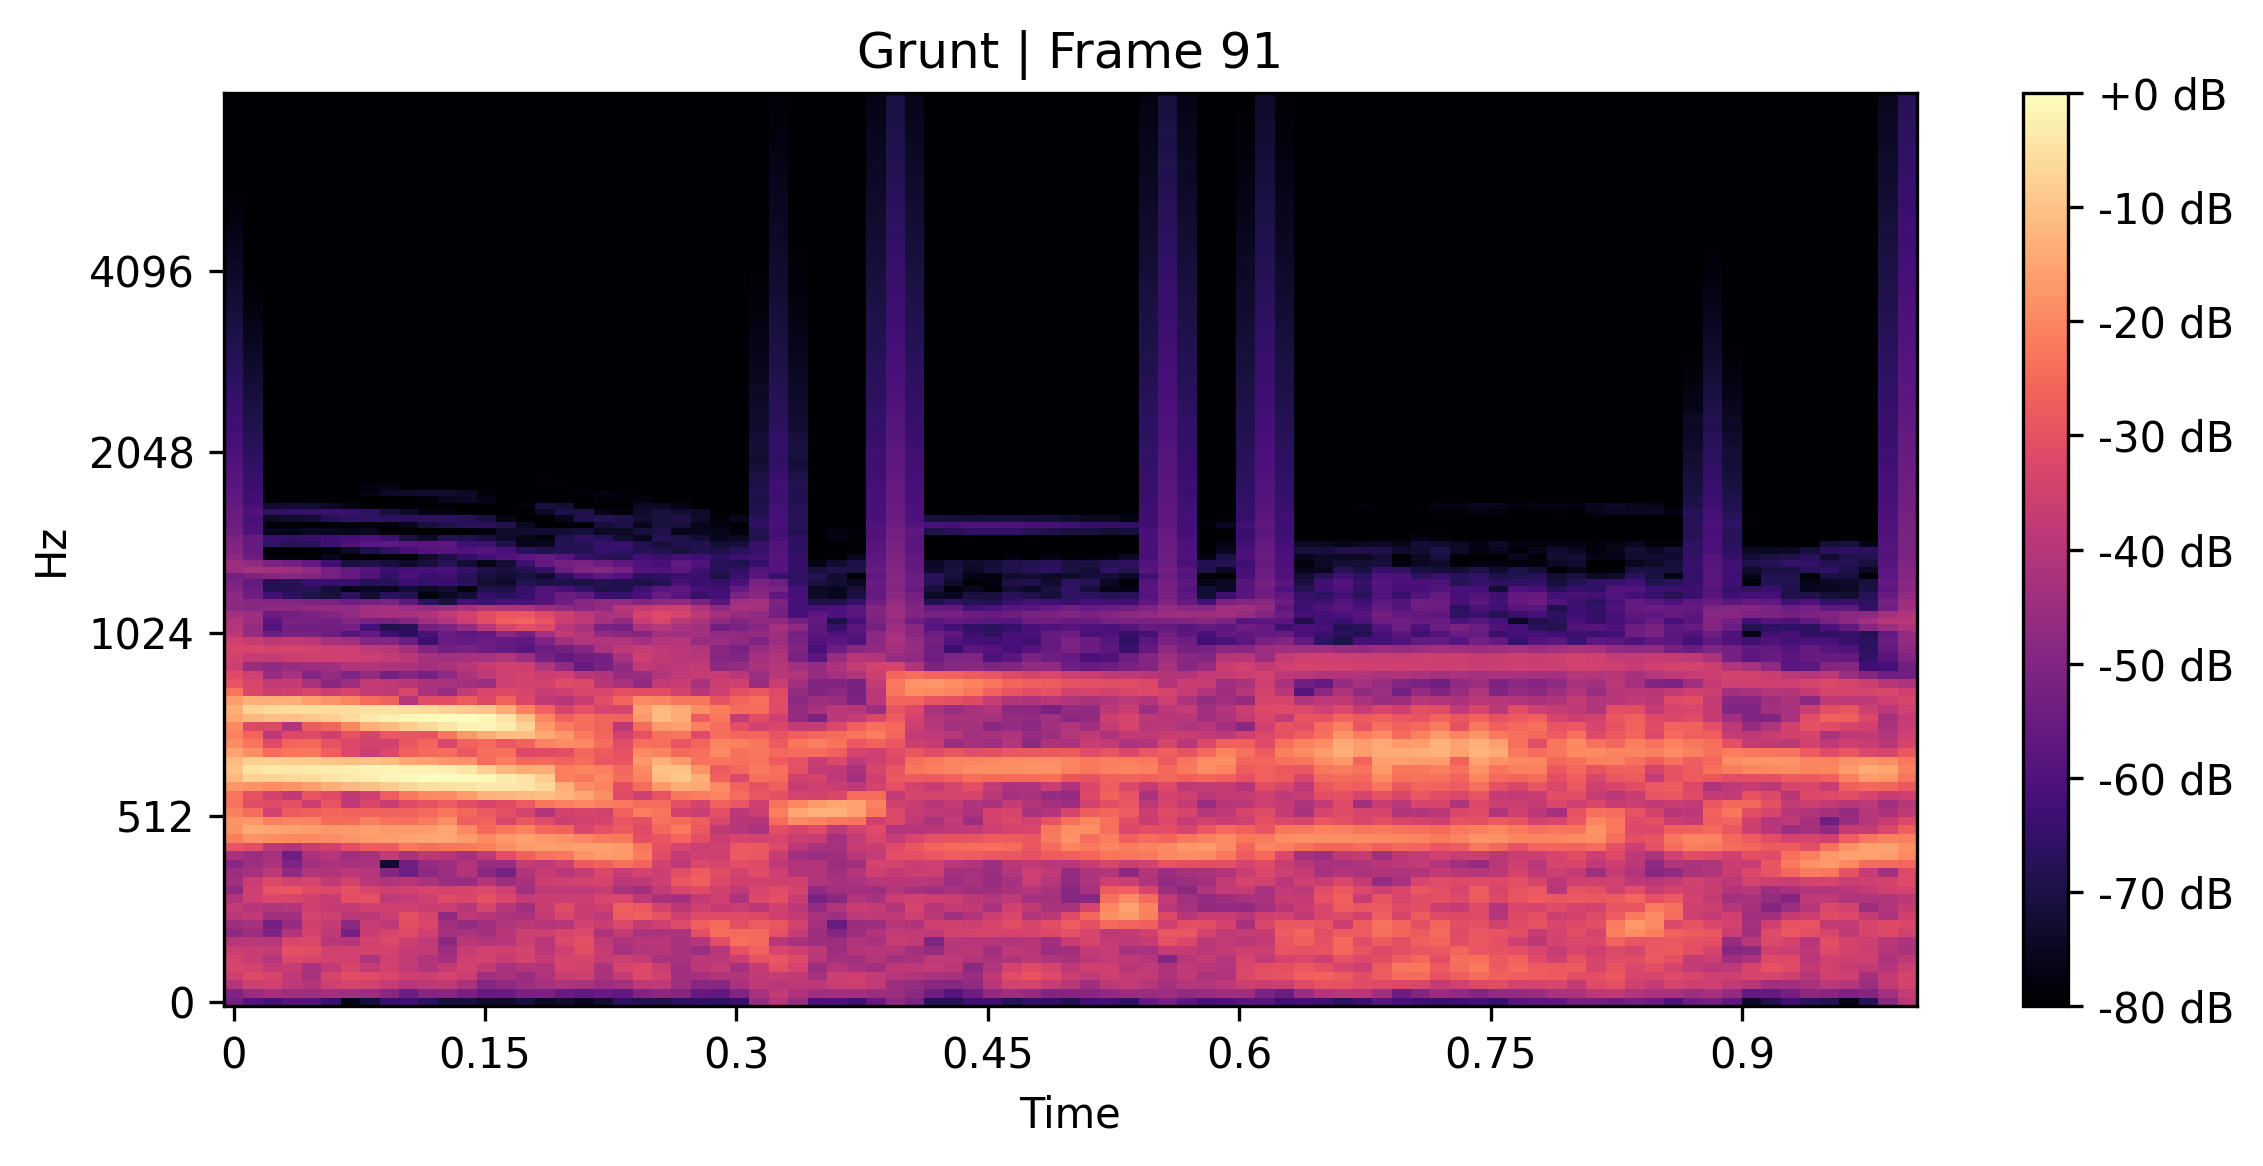 Grunt | Frame 91
+0 dB
-10 dB
-20 dB
-30 dB
-40 dB
-50 dB
-60 dB
-70 dB
-80 dB
4096
2048
1024
512
0
Hz
0 0.15 0.3 0.45 0.6 0.75 0.9
Time